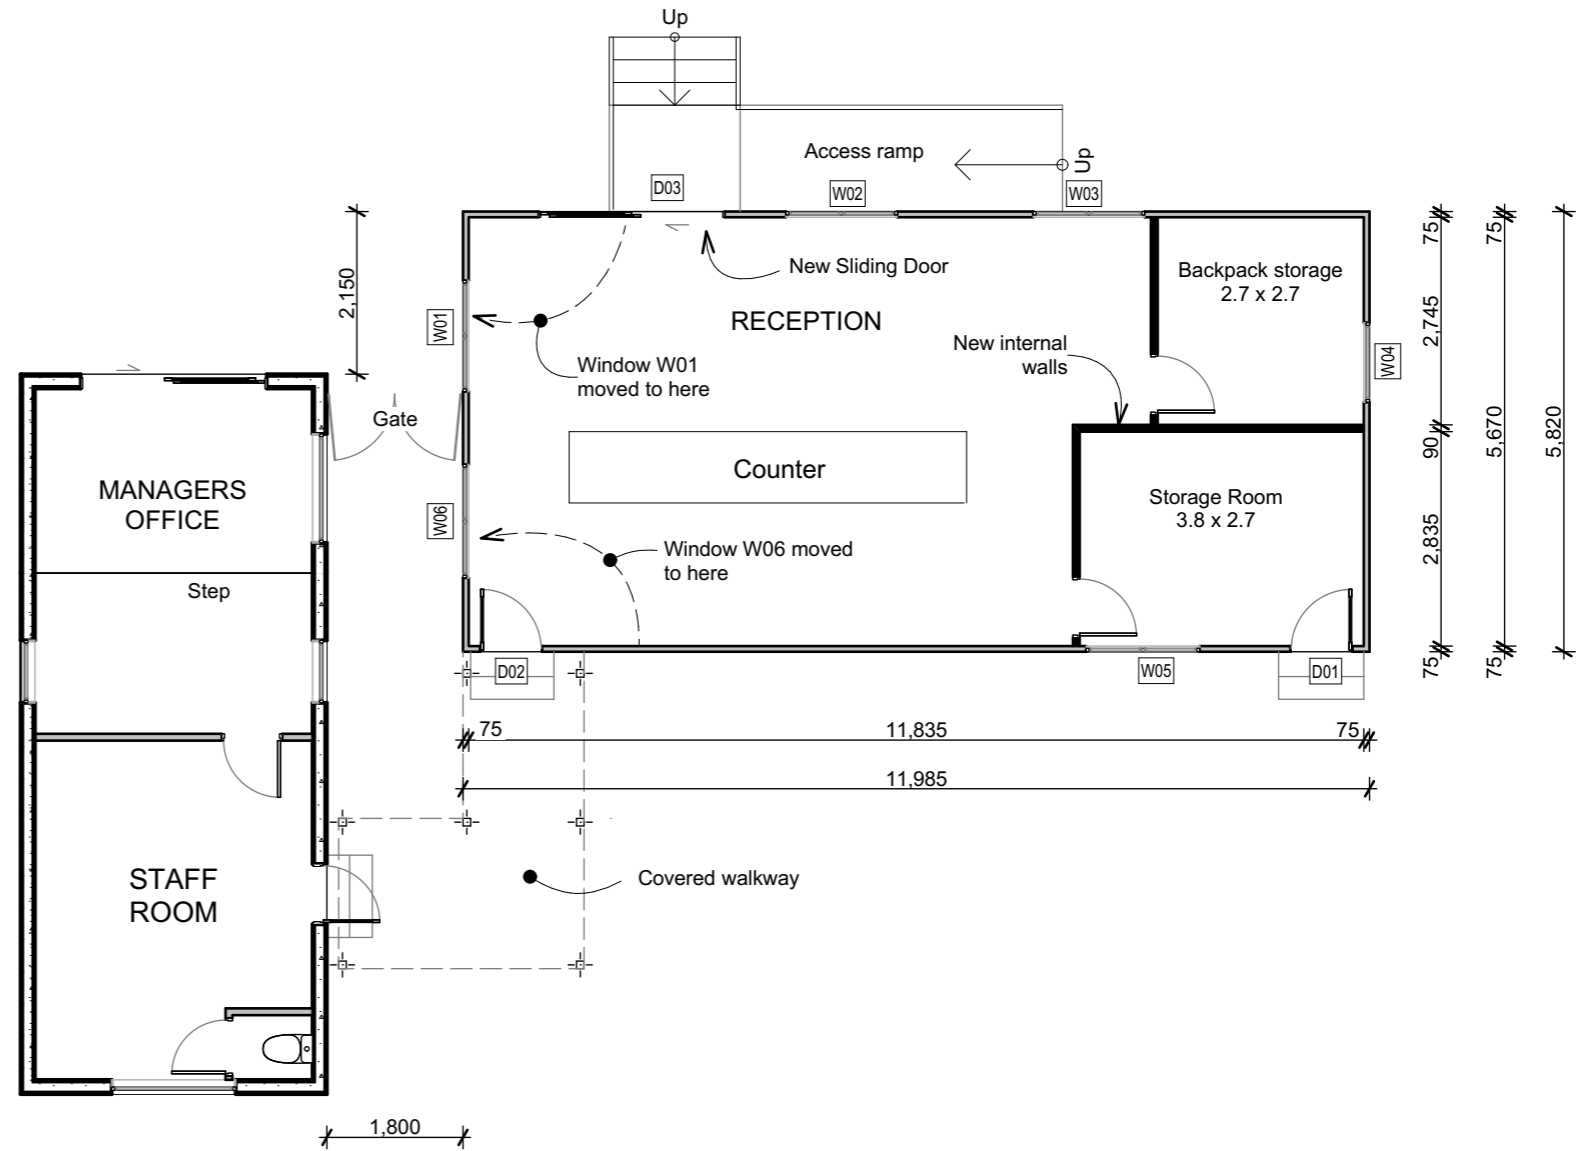 Up
Access ramp
Up
D03
W02
W03
2,150
W01
New Sliding Door
RECEPTION
Backpack storage
2.7 x 2.7
New internal
walls
W04
Window W01
moved to here
Gate
Counter
MANAGERS
OFFICE
W06
Storage Room
3.8 x 2.7
Window W06 moved
to here
Step
D02
W05
D01
75
2,745
90
2,835
75
75
5,670
75
5,820
75
11,835
75
11,985
STAFF
ROOM
Covered walkway
1,800